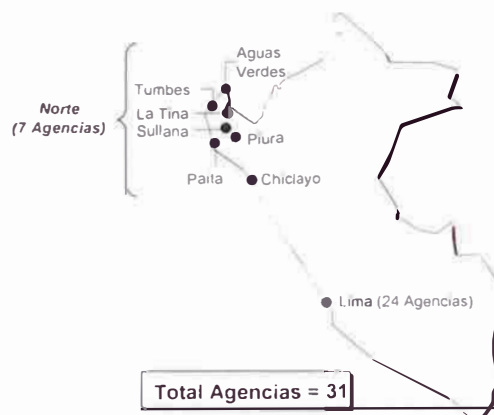 Aguas
Verdes
Tumbes
La Tina
Sullana
Norte
(7 Agencias)
Piura
Paita
Chiclayo
Lima (24 Agencias)
Total Agencias = 31